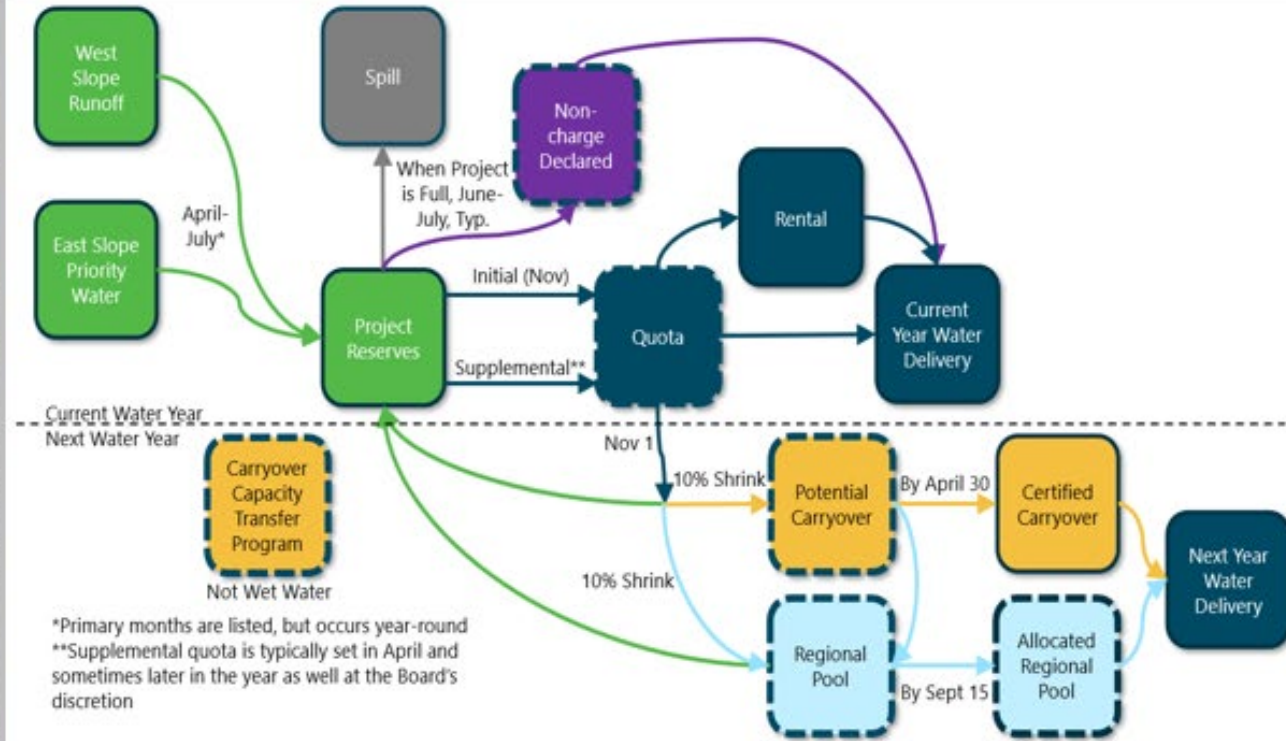 West
Slope
Runoff
Spill
Non-
charge
Declared
When Project
is Full, June-
July, Typ.
Rental
April-
July*
East Slope
Priority
Water
Initial (Nov)
Project
Reserves
Quota
Current
Year Water
Delivery
Supplemental**
Current Water Year
Next Water Year
Nov 1
Carryover
Capacity
Transfer
Program
10% Shrink
Potential
Carryover
By April 30
Certified
Carryover
Next Year
Water
Delivery
Not Wet Water
10% Shrink
*Primary months are listed, but occurs year-round
**Supplemental quota is typically set in April and
sometimes later in the year as well at the Board's
discretion
Regional
Pool
By Sept 15
Allocated
Regional
Pool